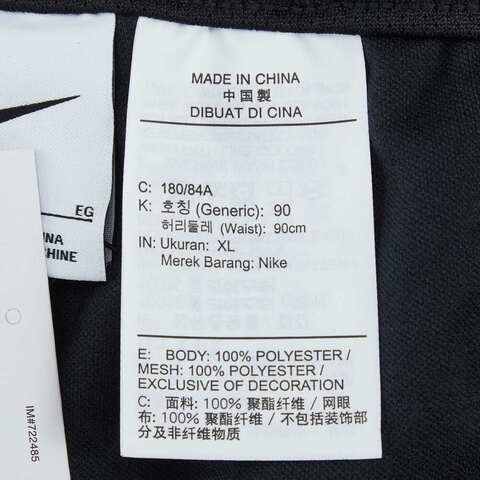 MADE IN CHINA
中国製
DIBUAT DI CINA
C: 180/84A
K: 호칭 (Generic): 90
허리둘레 (Waist): 90cm
IN: Ukuran: XL
Merek Barang: Nike
E: BODY: 100% POLYESTER /
MESH: 100% POLYESTER /
EXCLUSIVE OF DECORATION
C: 面料: 100% 聚酯纤维 / 网眼
布: 100% 聚酯纤维 / 不包括装饰部
分及非纤维物质
EG
INA
CHINE
IM#722485